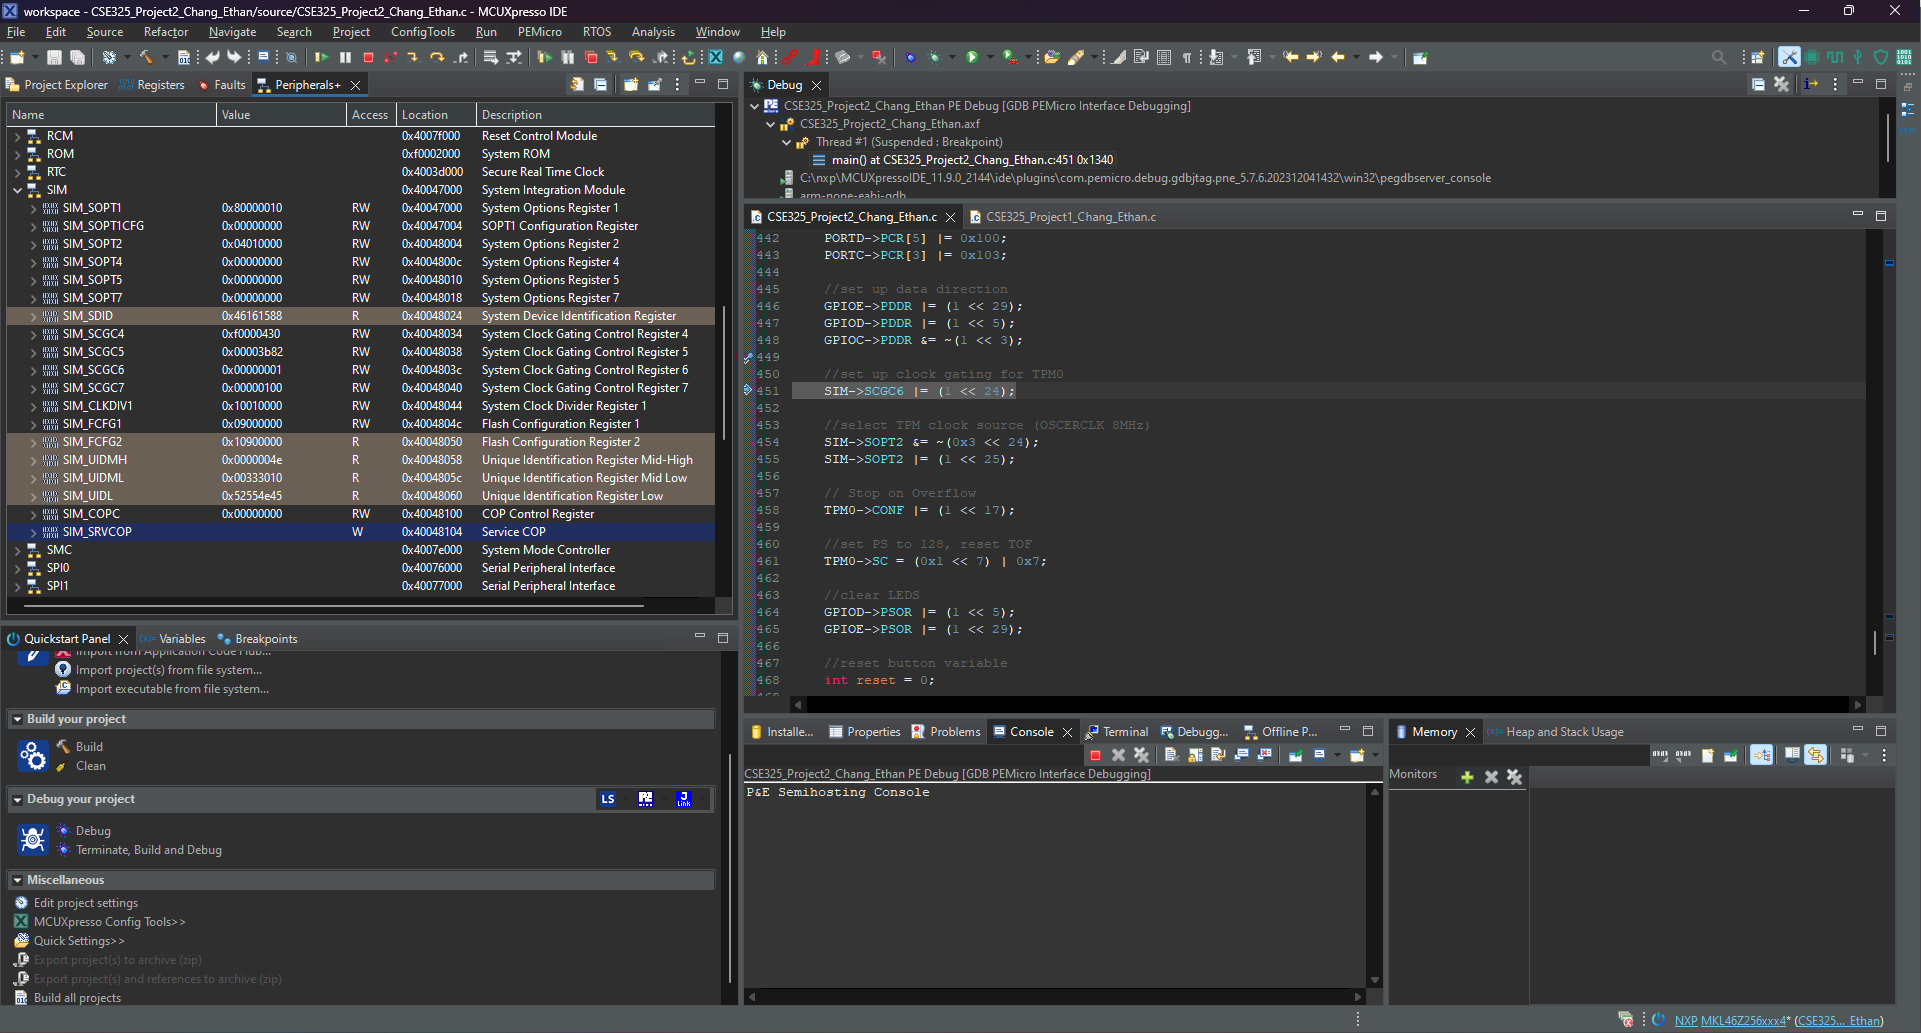 workspace - CSE325_Project2_Chang_Ethan/source/CSE325_Project2_Chang_Ethan.c - MCUXpresso IDE
File Edit Source Refactor Navigate Search Project ConfigTools Run PEMicro RTOS Analysis Window Help
Project Explorer Registers Faults Peripherals+
Name Value Access Location Description
RCM 0x4007f000 Reset Control Module
ROM 0xf0002000 System ROM
RTC 0x4003d000 Secure Real Time Clock
SIM 0x40047000 System Integration Module
SIM_SOPT1 0x80000010 RW 0x40047000 System Options Register 1
SIM_SOPT1CFG 0x00000000 RW 0x40047004 SOPT1 Configuration Register
SIM_SOPT2 0x04010000 RW 0x40048004 System Options Register 2
SIM_SOPT4 0x00000000 RW 0x4004800c System Options Register 4
SIM_SOPT5 0x00000000 RW 0x40048010 System Options Register 5
SIM_SOPT7 0x00000000 RW 0x40048018 System Options Register 7
SIM_SDID 0x46161588 R 0x40048024 System Device Identification Register
SIM_SCGC4 0xf0000430 RW 0x40048034 System Clock Gating Control Register 4
SIM_SCGC5 0x00003b82 RW 0x40048038 System Clock Gating Control Register 5
SIM_SCGC6 0x00000001 RW 0x4004803c System Clock Gating Control Register 6
SIM_SCGC7 0x00000100 RW 0x40048040 System Clock Gating Control Register 7
SIM_CLKDIV1 0x10010000 RW 0x40048044 System Clock Divider Register 1
SIM_FCFG1 0x09000000 RW 0x4004804c Flash Configuration Register 1
SIM_FCFG2 0x10900000 R 0x40048050 Flash Configuration Register 2
SIM_UIDMH 0x0000004e R 0x40048058 Unique Identification Register Mid-High
SIM_UIDML 0x00333010 R 0x4004805c Unique Identification Register Mid Low
SIM_UIDL 0x52554e45 R 0x40048060 Unique Identification Register Low
SIM_COPC 0x00000000 RW 0x40048100 COP Control Register
SIM_SRVCOP W 0x40048104 Service COP
SMC 0x4007e000 System Mode Controller
SPI0 0x40076000 Serial Peripheral Interface
SPI1 0x40077000 Serial Peripheral Interface
Quickstart Panel (x)= Variables Breakpoints
Import from Application Code Hub...
Import project(s) from file system...
Import executable from file system...
Build your project
Build
Clean
Debug your project LS PE J Link
Debug
Terminate, Build and Debug
Miscellaneous
Edit project settings
MCUXpresso Config Tools>>
Quick Settings>>
Export project(s) to archive (zip)
Export project(s) and references to archive (zip)
Build all projects
Debug
CSE325_Project2_Chang_Ethan PE Debug [GDB PEMicro Interface Debugging]
CSE325_Project2_Chang_Ethan.axf
Thread #1 (Suspended : Breakpoint)
main() at CSE325_Project2_Chang_Ethan.c:451 0x1340
C:\nxp\MCUXpressoIDE_11.9.0_2144\ide\plugins\com.pemicro.debug.gdbjtag.pne_5.7.6.202312041432\win32\pegdbserver_console
arm-none-eabi-gdb
CSE325_Project2_Chang_Ethan.c CSE325_Project1_Chang_Ethan.c
442 PORTD->PCR[5] |= 0x100;
443 PORTC->PCR[3] |= 0x103;
444
445 //set up data direction
446 GPIOE->PDDR |= (1 << 29);
447 GPIOD->PDDR |= (1 << 5);
448 GPIOC->PDDR &= ~(1 << 3);
449
450 //set up clock gating for TPM0
451 SIM->SCGC6 |= (1 << 24);
452
453 //select TPM clock source (OSCERCLK 8MHz)
454 SIM->SOPT2 &= ~(0x3 << 24);
455 SIM->SOPT2 |= (1 << 25);
456
457 // Stop on Overflow
458 TPM0->CONF |= (1 << 17);
459
460 //set PS to 128, reset TOF
461 TPM0->SC = (0x1 << 7) | 0x7;
462
463 //clear LEDS
464 GPIOD->PSOR |= (1 << 5);
465 GPIOE->PSOR |= (1 << 29);
466
467 //reset button variable
468 int reset = 0;
469
Installe... Properties Problems Console Terminal Debugg... Offline P...
CSE325_Project2_Chang_Ethan PE Debug [GDB PEMicro Interface Debugging]
P&E Semihosting Console
Memory (x)= Heap and Stack Usage
Monitors
NXP MKL46Z256xxx4* (CSE325... Ethan)